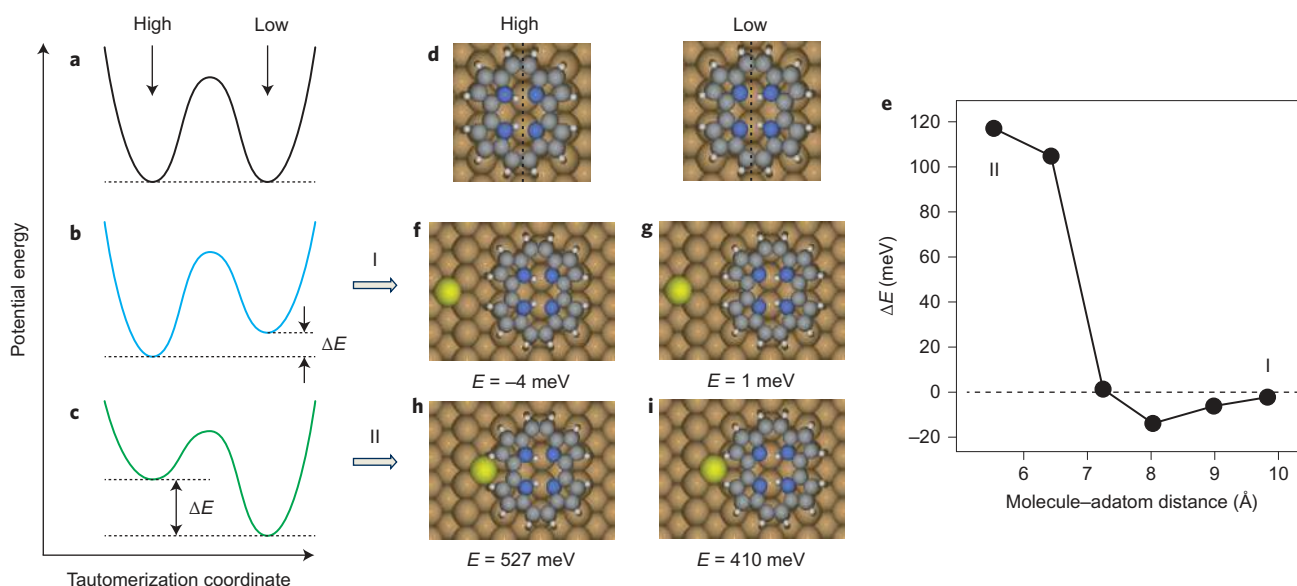 High
Low
High
Low
a
d
e
Potential energy
b
ΔE
I
f
g
E = –4 meV
E = 1 meV
c
ΔE
II
h
i
E = 527 meV
E = 410 meV
Tautomerization coordinate
ΔE (meV)
120
100
80
60
40
20
0
–20
II
I
6
7
8
9
10
Molecule–adatom distance (Å)